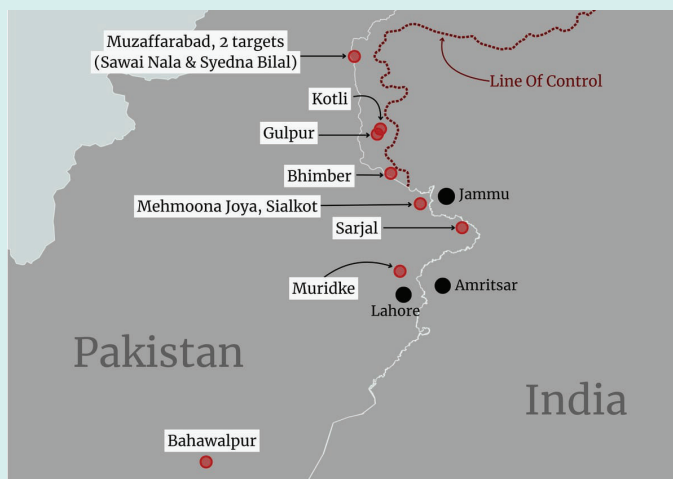 Muzaffarabad, 2 targets
(Sawai Nala & Syedna Bilal)
Line Of Control
Kotli
Gulpur
Bhimber
Jammu
Mehmoona Joya, Sialkot
Sarjal
Muridke
Amritsar
Lahore
Pakistan
India
Bahawalpur